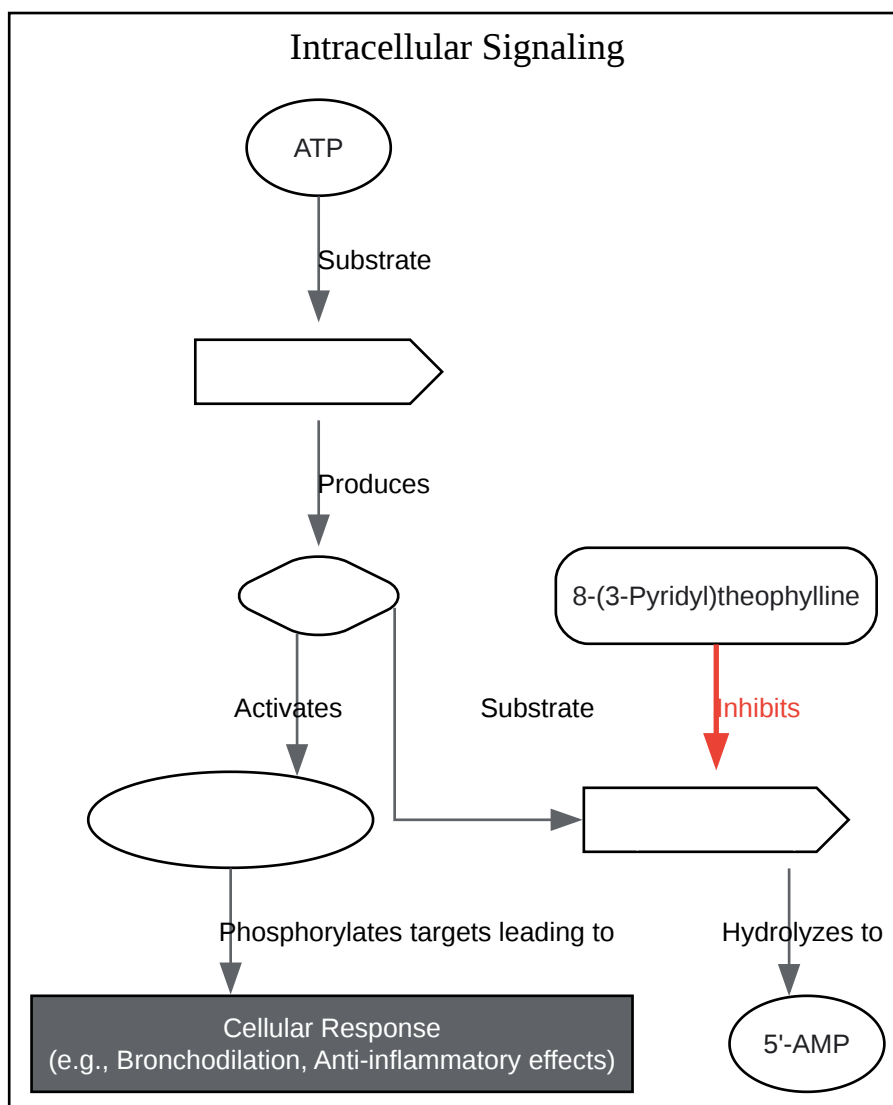 Intracellular Signaling
ATP
Substrate
Produces
8-(3-Pyridyl)theophylline
Activates
Substrate
Inhibits
Phosphorylates targets leading to
Hydrolyzes to
Cellular Response
(e.g., Bronchodilation, Anti-inflammatory effects)
5'-AMP